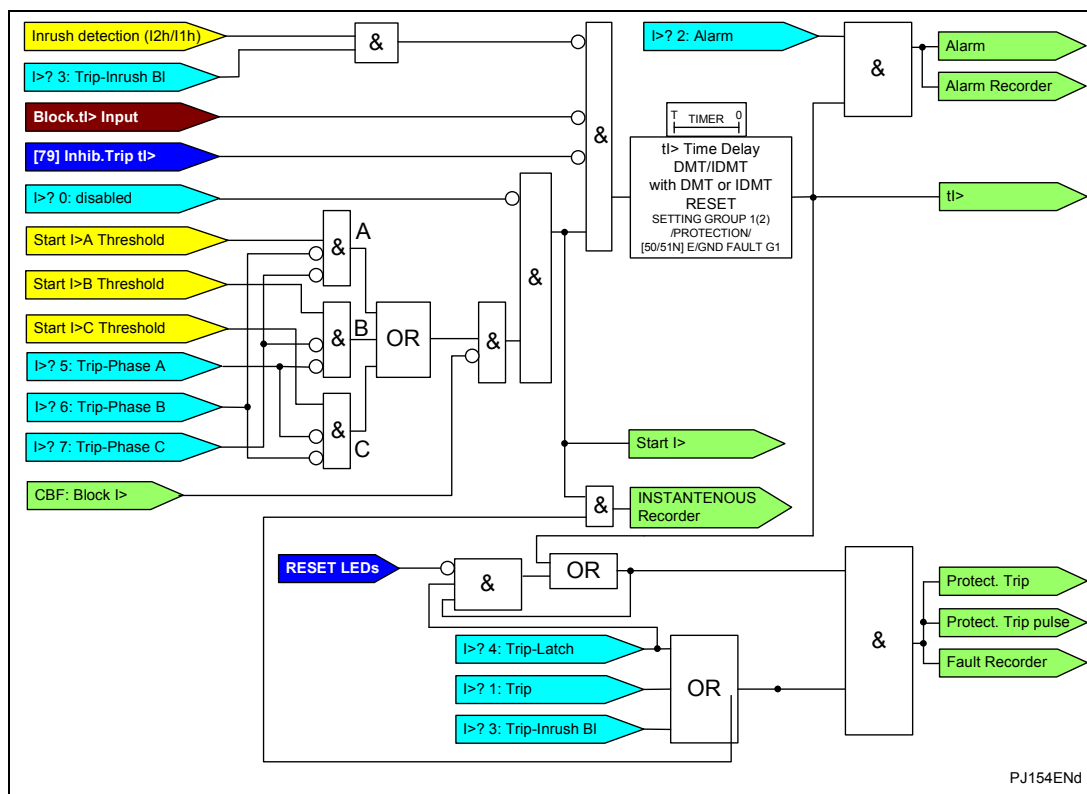 Inrush detection (I2h/I1h)
&
I>? 3: Trip-Inrush Bl
Block.tI> Input
[79] Inhib.Trip tI>
I>? 0: disabled
Start I>A Threshold
Start I>B Threshold
Start I>C Threshold
I>? 5: Trip-Phase A
I>? 6: Trip-Phase B
I>? 7: Trip-Phase C
CBF: Block I>
&
A
&
B
&
C
OR
&
&
&
T TIMER 0
tI> Time Delay
DMT/IDMT
with DMT or IDMT
RESET
SETTING GROUP 1(2)
/PROTECTION/
[50/51N] E/GND FAULT G1
I>? 2: Alarm
&
Alarm
Alarm Recorder
tI>
Start I>
&
INSTANTENOUS
Recorder
RESET LEDs
&
OR
I>? 4: Trip-Latch
I>? 1: Trip
I>? 3: Trip-Inrush Bl
OR
&
Protect. Trip
Protect. Trip pulse
Fault Recorder
PJ154ENd